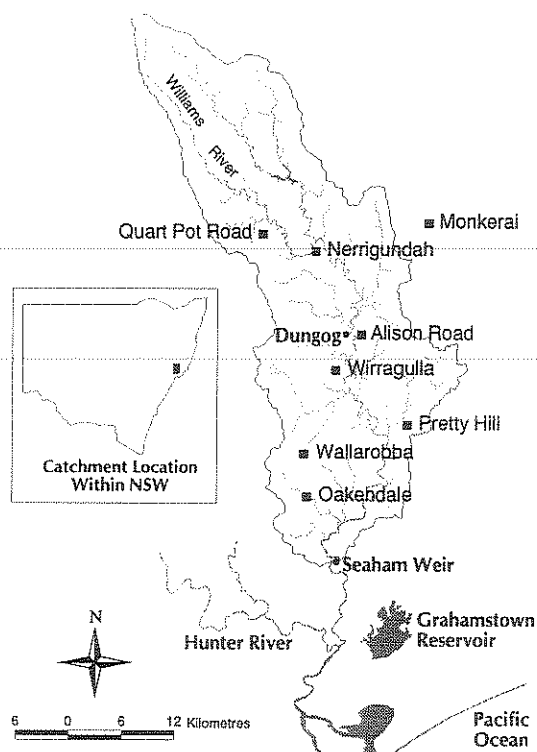 Williams
River
Quart Pot Road
Monkerai
Nerrigundah
Dungog
Alison Road
Wirragulla
Pretty Hill
Catchment Location
Within NSW
Wallarobba
Oakendale
Seaham Weir
N
Hunter River
Grahamstown
Reservoir
6 0 6 12 Kilometres
Pacific
Ocean